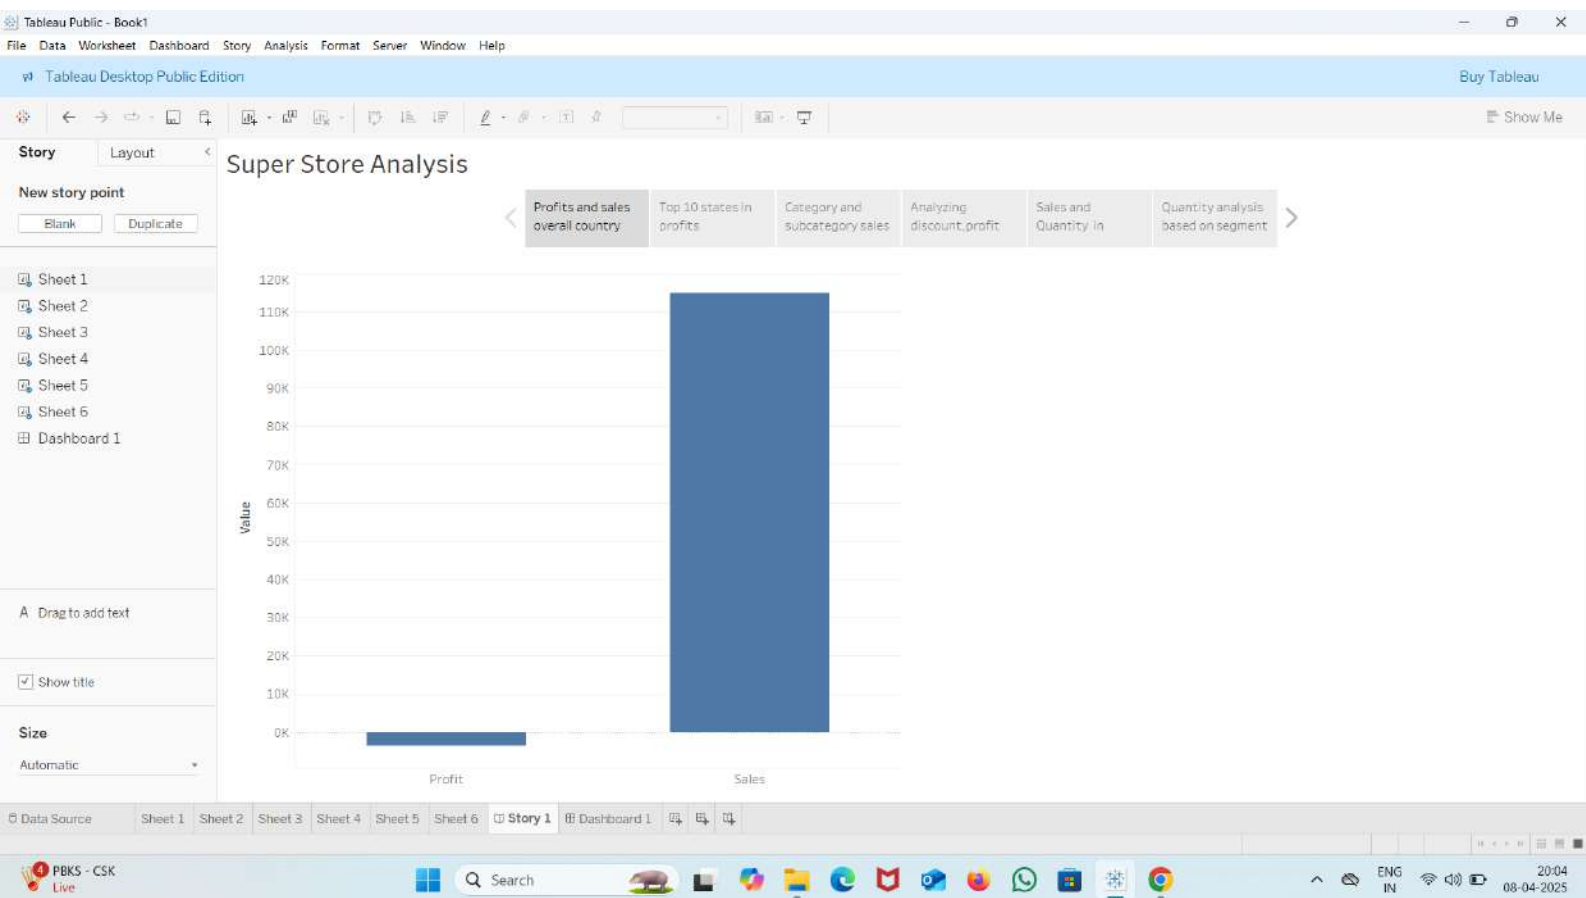 Tableau Public - Book1
File Data Worksheet Dashboard Story Analysis Format Server Window Help
Tableau Desktop Public Edition
Buy Tableau
Show Me
Story Layout
Super Store Analysis
New story point
Blank Duplicate
Profits and sales
overall country
Top 10 states in
profits
Category and
subcategory sales
Analyzing
discount,profit
Sales and
Quantity in
Quantity analysis
based on segment
Sheet 1
Sheet 2
Sheet 3
Sheet 4
Sheet 5
Sheet 6
Dashboard 1
A Drag to add text
Show title
Size
Automatic
120K
110K
100K
90K
80K
70K
60K
50K
40K
30K
20K
10K
0K
Value
Profit Sales
Data Source Sheet 1 Sheet 2 Sheet 3 Sheet 4 Sheet 5 Sheet 6 Story 1 Dashboard 1
4
PBKS - CSK
Live
Search
ENG
IN
20:04
08-04-2025